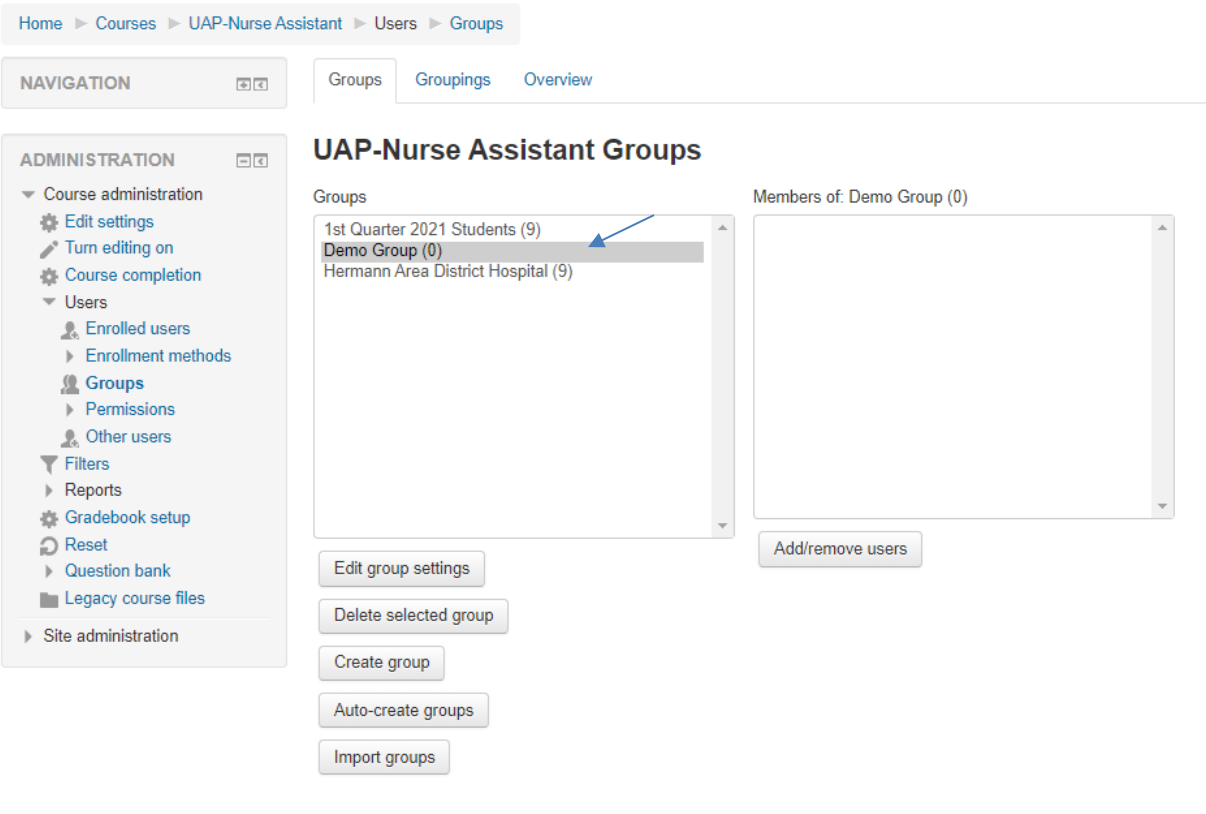 Home Courses UAP-Nurse Assistant Users Groups
NAVIGATION
ADMINISTRATION
Course administration
Edit settings
Turn editing on
Course completion
Users
Enrolled users
Enrollment methods
Groups
Permissions
Other users
Filters
Reports
Gradebook setup
Reset
Question bank
Legacy course files
Site administration
Groups Groupings Overview
UAP-Nurse Assistant Groups
Groups
1st Quarter 2021 Students (9)
Demo Group (0)
Hermann Area District Hospital (9)
Edit group settings
Delete selected group
Create group
Auto-create groups
Import groups
Members of: Demo Group (0)
Add/remove users